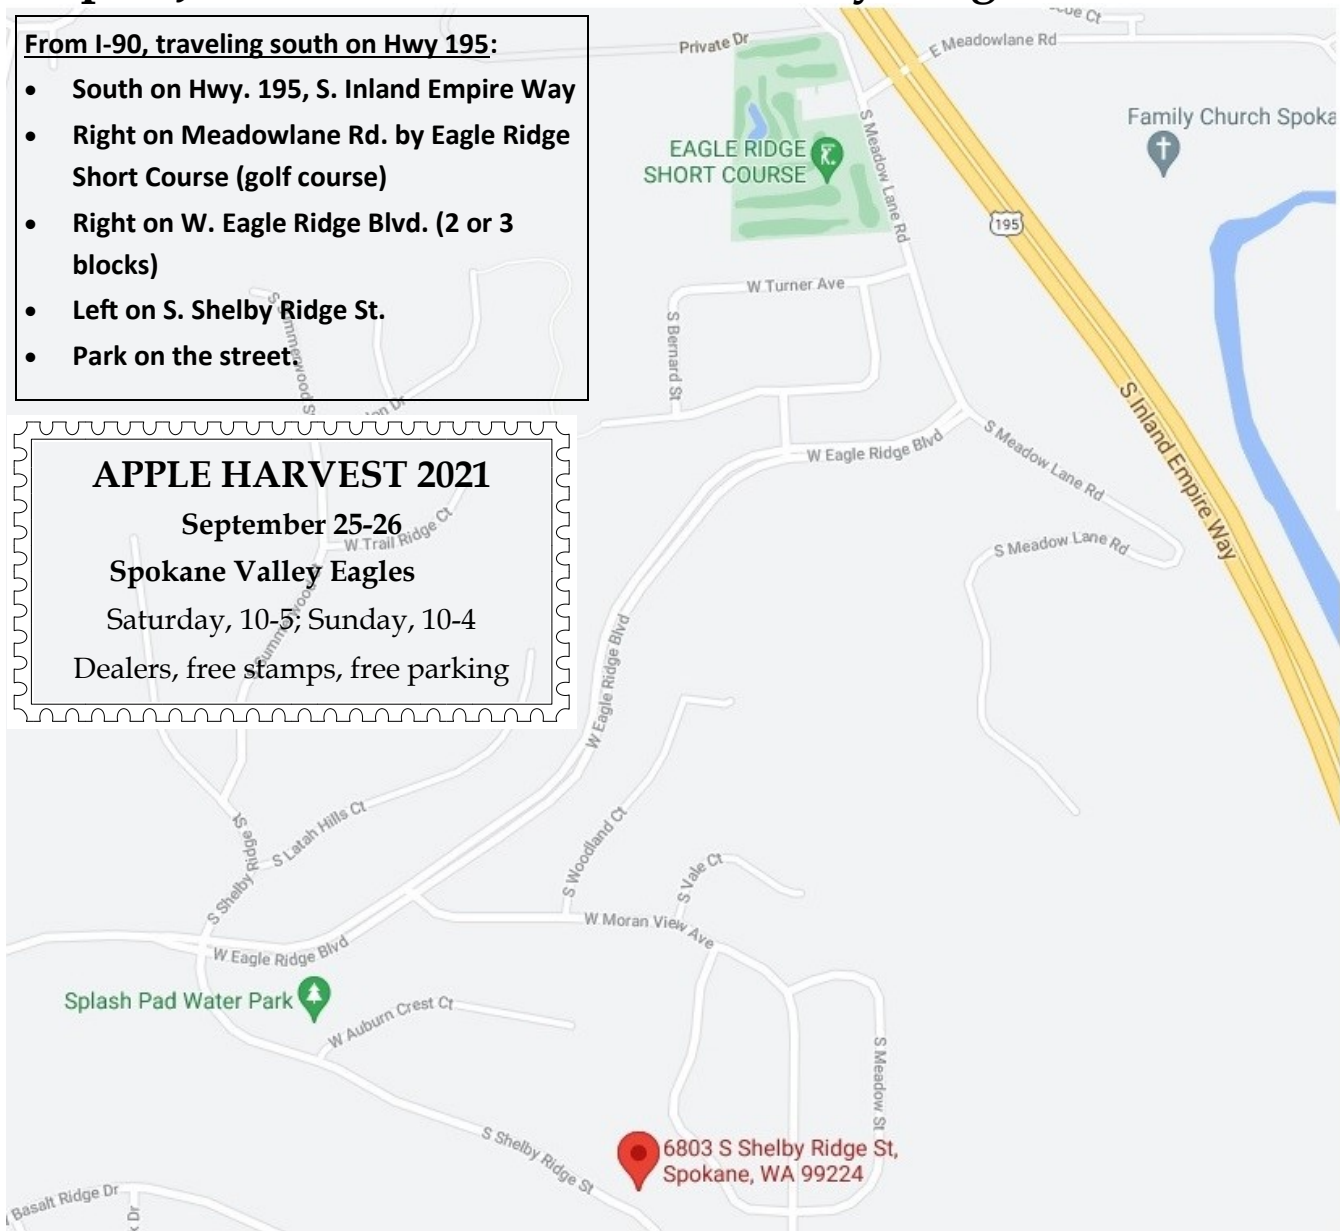 From I-90, traveling south on Hwy 195:
• South on Hwy. 195, S. Inland Empire Way
• Right on Meadowlane Rd. by Eagle Ridge
Short Course (golf course)
• Right on W. Eagle Ridge Blvd. (2 or 3
blocks)
• Left on S. Shelby Ridge St.
• Park on the street.
Private Dr
E Meadowlane Rd
Family Church Spoka
EAGLE RIDGE
SHORT COURSE
S Meadow Lane Rd
195
W Turner Ave
S Bernard St
S Inland Empire Way
W Eagle Ridge Blvd
S Meadow Lane Rd
S Meadow Lane Rd
APPLE HARVEST 2021
September 25-26
W Trail Ridge Ct
Spokane Valley Eagles
Saturday, 10-5; Sunday, 10-4
Dealers, free stamps, free parking
W Eagle Ridge Blvd
S Latah Hills Ct
S Shelby Ridge St
S Woodland Ct
S Vale Ct
W Moran View Ave
W Eagle Ridge Blvd
Splash Pad Water Park
W Auburn Crest Ct
S Meadow St
S Shelby Ridge St
6803 S Shelby Ridge St,
Spokane, WA 99224
Basalt Ridge Dr
Dr